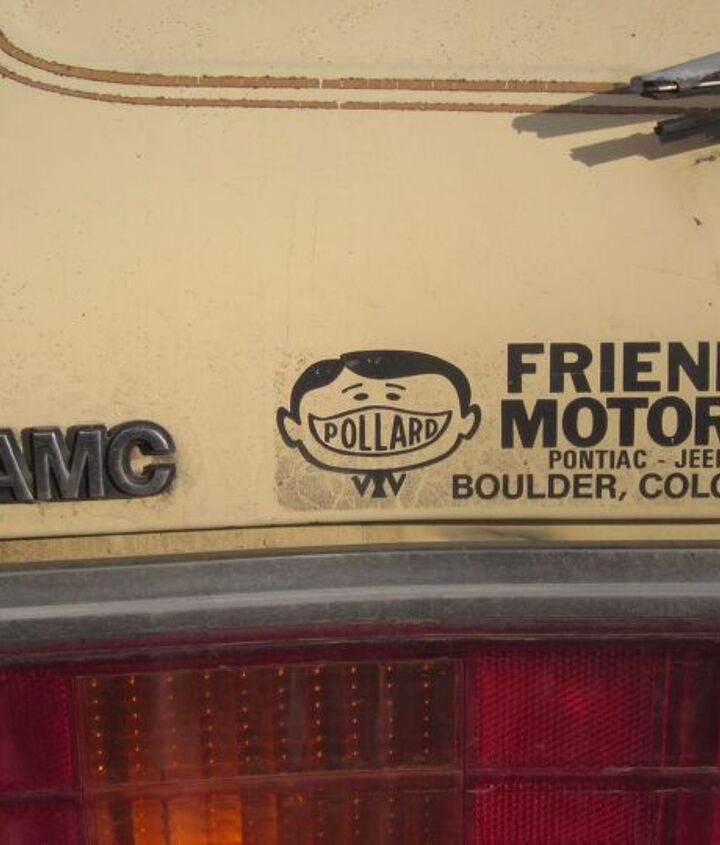 AMC
POLLARD
FRIEN
MOTOR
PONTIAC - JEE
BOULDER, COLO